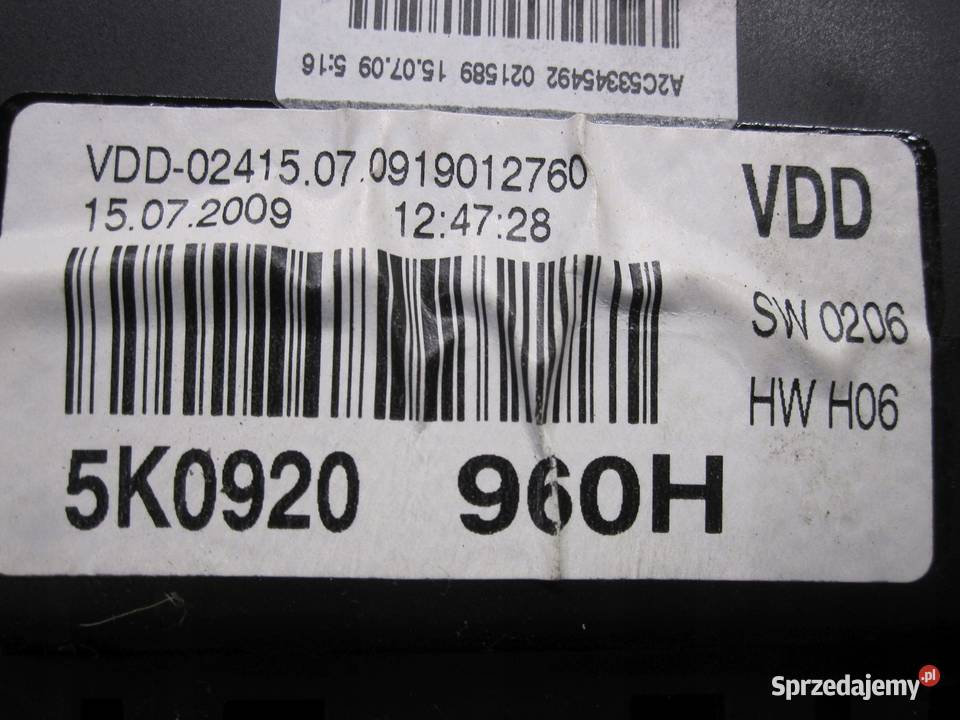 A2C53345492 021589 15.07.09 5:16
VDD-02415.07.0919012760
15.07.2009 12:47:28
VDD
SW 0206
HW H06
5K0920 960H
Sprzedajemy.pl